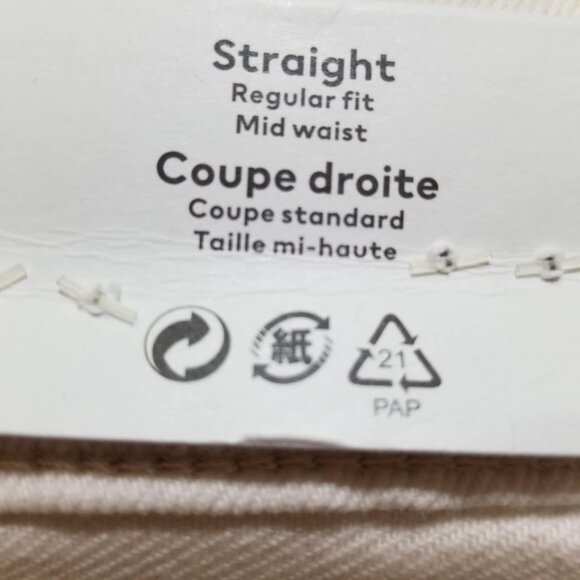 Straight
Regular fit
Mid waist
Coupe droite
Coupe standard
Taille mi-haute
紙
21
PAP